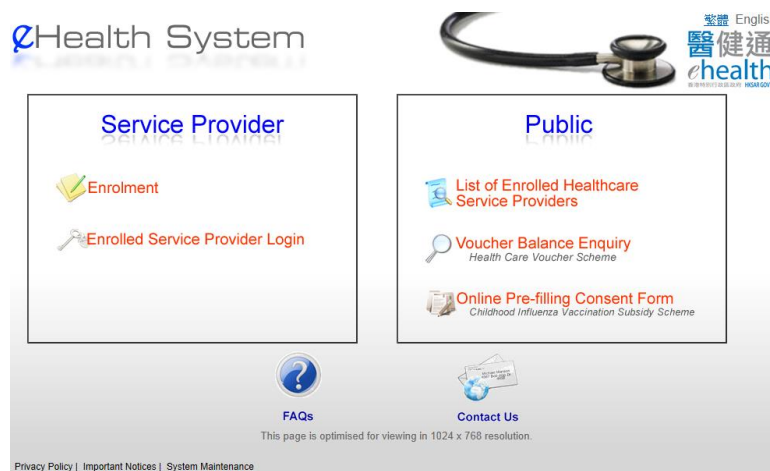 eHealth System
繁體 Englis
醫健通
ehealth
Service Provider
Enrolment
Enrolled Service Provider Login
Public
List of Enrolled Healthcare
Service Providers
Voucher Balance Enquiry
Health Care Voucher Scheme
Online Pre-filling Consent Form
Childhood Influenza Vaccination Subsidy Scheme
FAQs
Contact Us
This page is optimised for viewing in 1024 x 768 resolution.
Privacy Policy | Important Notices | System Maintenance